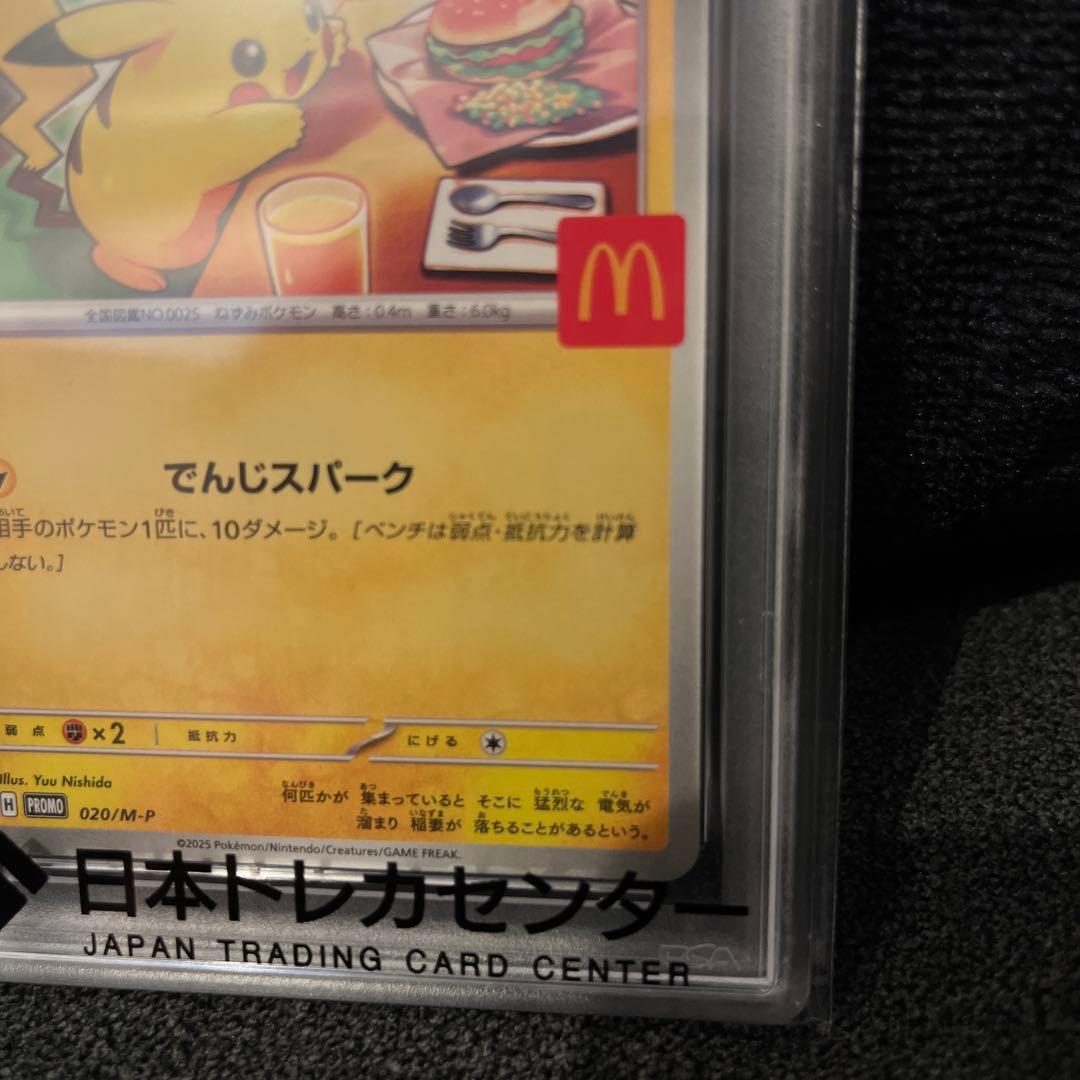 全国図鑑NO.0025 ねずみポケモン 高さ:0.4m 重さ:6.0kg
でんじスパーク
相手のポケモン1匹に、10ダメージ。[ベンチは弱点・抵抗力を計算
しない。]
弱点 ×2 抵抗力 にげる
Illus. Yuu Nishida
H PROMO 020/M-P
何匹かが 集まっていると そこに 猛烈な 電気が
溜まり 稲妻が 落ちることがあるという。
©2025 Pokémon/Nintendo/Creatures/GAME FREAK.
日本トレカセンター
JAPAN TRADING CARD CENTER
PSA